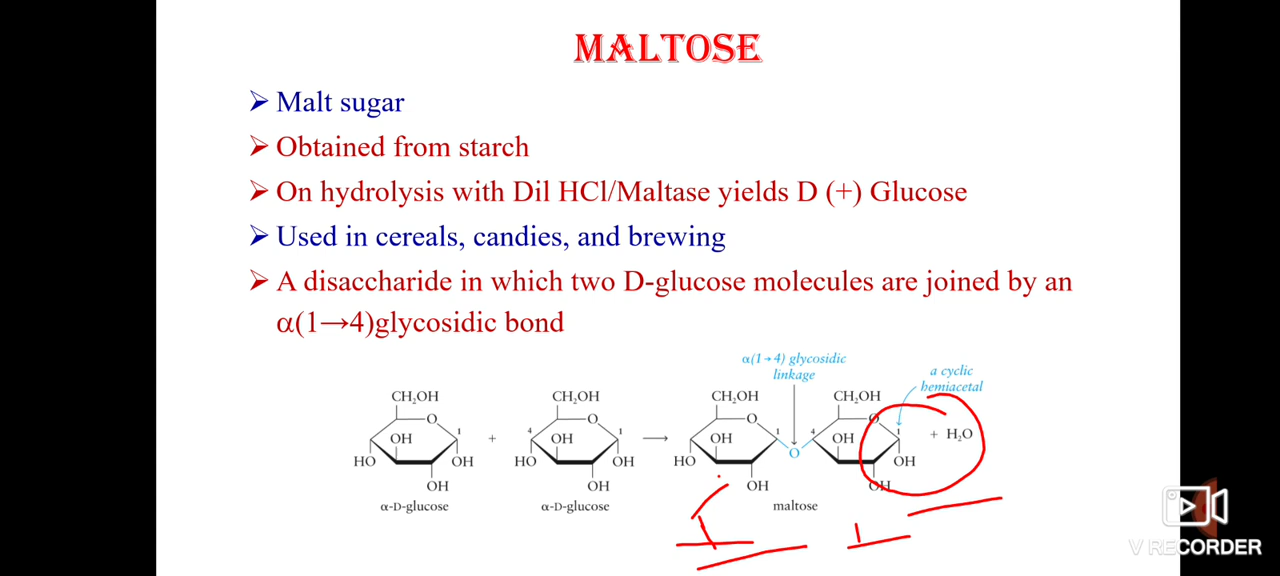 MALTOSE
➤ Malt sugar
➤ Obtained from starch
➤ On hydrolysis with Dil HCl/Maltase yields D (+) Glucose
➤ Used in cereals, candies, and brewing
➤ A disaccharide in which two D-glucose molecules are joined by an
α(1→4)glycosidic bond
α(1→4) glycosidic
linkage
a cyclic
hemiacetal
CH₂OH CH₂OH CH₂OH CH₂OH
O O O O
1 4 1 1 4 1
OH + OH → OH O OH + H₂O
HO OH HO OH HO OH
OH OH OH OH
α-D-glucose α-D-glucose maltose
V RECORDER